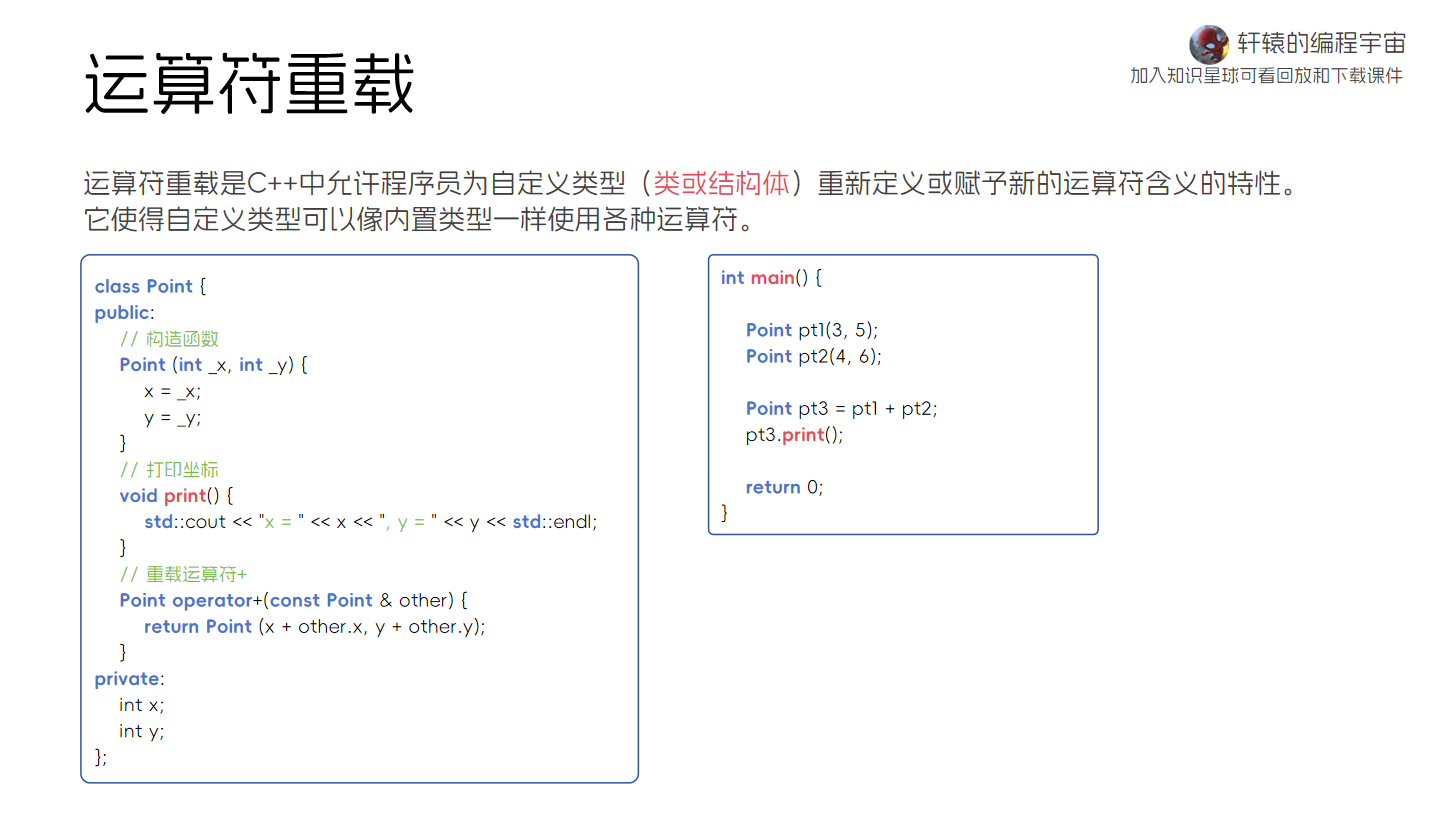 轩辕的编程宇宙
加入知识星球可看回放和下载课件
运算符重载
运算符重载是C++中允许程序员为自定义类型（类或结构体）重新定义或赋予新的运算符含义的特性。
它使得自定义类型可以像内置类型一样使用各种运算符。
class Point {
public:
// 构造函数
Point (int _x, int _y) {
x = _x;
y = _y;
}
// 打印坐标
void print() {
std::cout << "x = " << x << ", y = " << y << std::endl;
}
// 重载运算符+
Point operator+(const Point & other) {
return Point (x + other.x, y + other.y);
}
private:
int x;
int y;
};
int main() {
Point pt1(3, 5);
Point pt2(4, 6);
Point pt3 = pt1 + pt2;
pt3.print();
return 0;
}